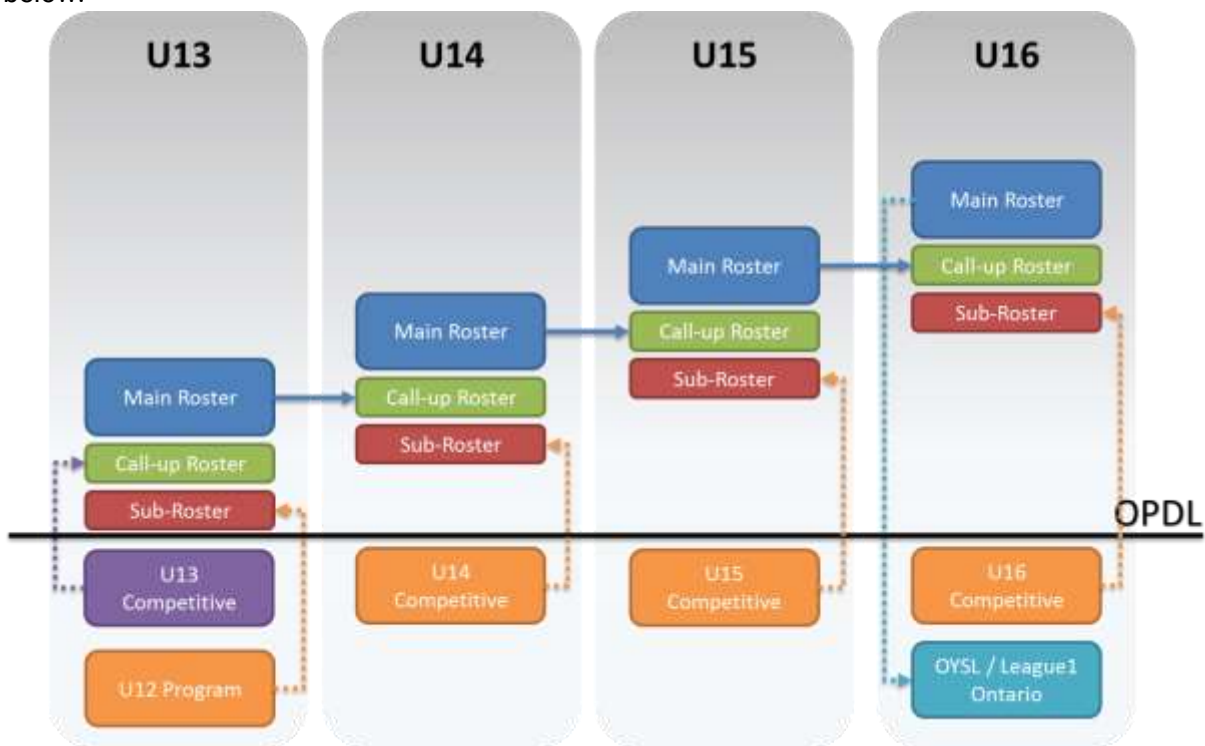 below.
U13
U14
U15
U16
Main Roster
Main Roster
Call-up Roster
Main Roster
Call-up Roster
Sub-Roster
Main Roster
Call-up Roster
Sub-Roster
Call-up Roster
Sub-Roster
Sub-Roster
OPDL
U13
Competitive
U14
Competitive
U15
Competitive
U16
Competitive
U12 Program
OYSL / League1
Ontario